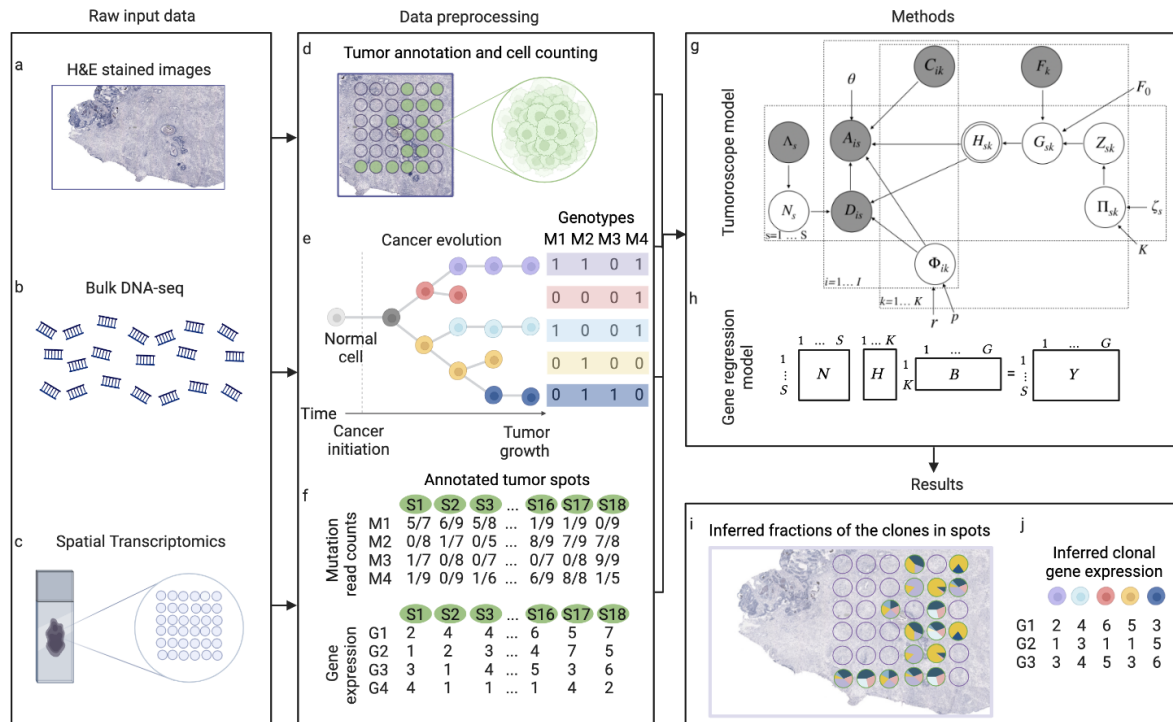 Raw input data
a
H&E stained images
b
Bulk DNA-seq
c
Spatial Transcriptomics
Data preprocessing
d
Tumor annotation and cell counting
e
Cancer evolution
Genotypes
M1 M2 M3 M4
1 1 0 1
0 0 0 1
1 0 0 1
0 1 0 0
0 1 1 0
Normal
cell
Time
Cancer
initiation
Tumor
growth
f
Annotated tumor spots
Mutation
read counts
S1 S2 S3 ... S16 S17 S18
M1 5/7 6/9 5/8 ... 1/9 1/9 0/9
M2 0/8 1/7 0/5 ... 8/9 7/9 7/8
M3 1/7 0/8 0/7 ... 0/7 0/8 9/9
M4 1/9 0/9 1/6 ... 6/9 8/8 1/5
Gene
expression
S1 S2 S3 ... S16 S17 S18
G1 2 4 4 ... 6 5 7
G2 1 2 3 ... 4 7 5
G3 3 1 4 ... 5 3 6
G4 4 1 1 ... 1 4 2
Methods
g
Tumoroscope model
C_ik
F_k
θ
F_0
Λ_s
A_is
H_sk
G_sk
Z_sk
N_s
D_is
Π_sk
ζ_s
s=1 ... S
K
Φ_ik
i=1... I
k=1... K
r
p
h
Gene regression
model
1 ... S
1 ... K
1 ... G
1 ... G
1
⋮
S
N
H
1
K
B
=
1
⋮
S
Y
Results
i
Inferred fractions of the clones in spots
j
Inferred clonal
gene expression
G1 2 4 6 5 3
G2 1 3 1 1 5
G3 3 4 5 3 6